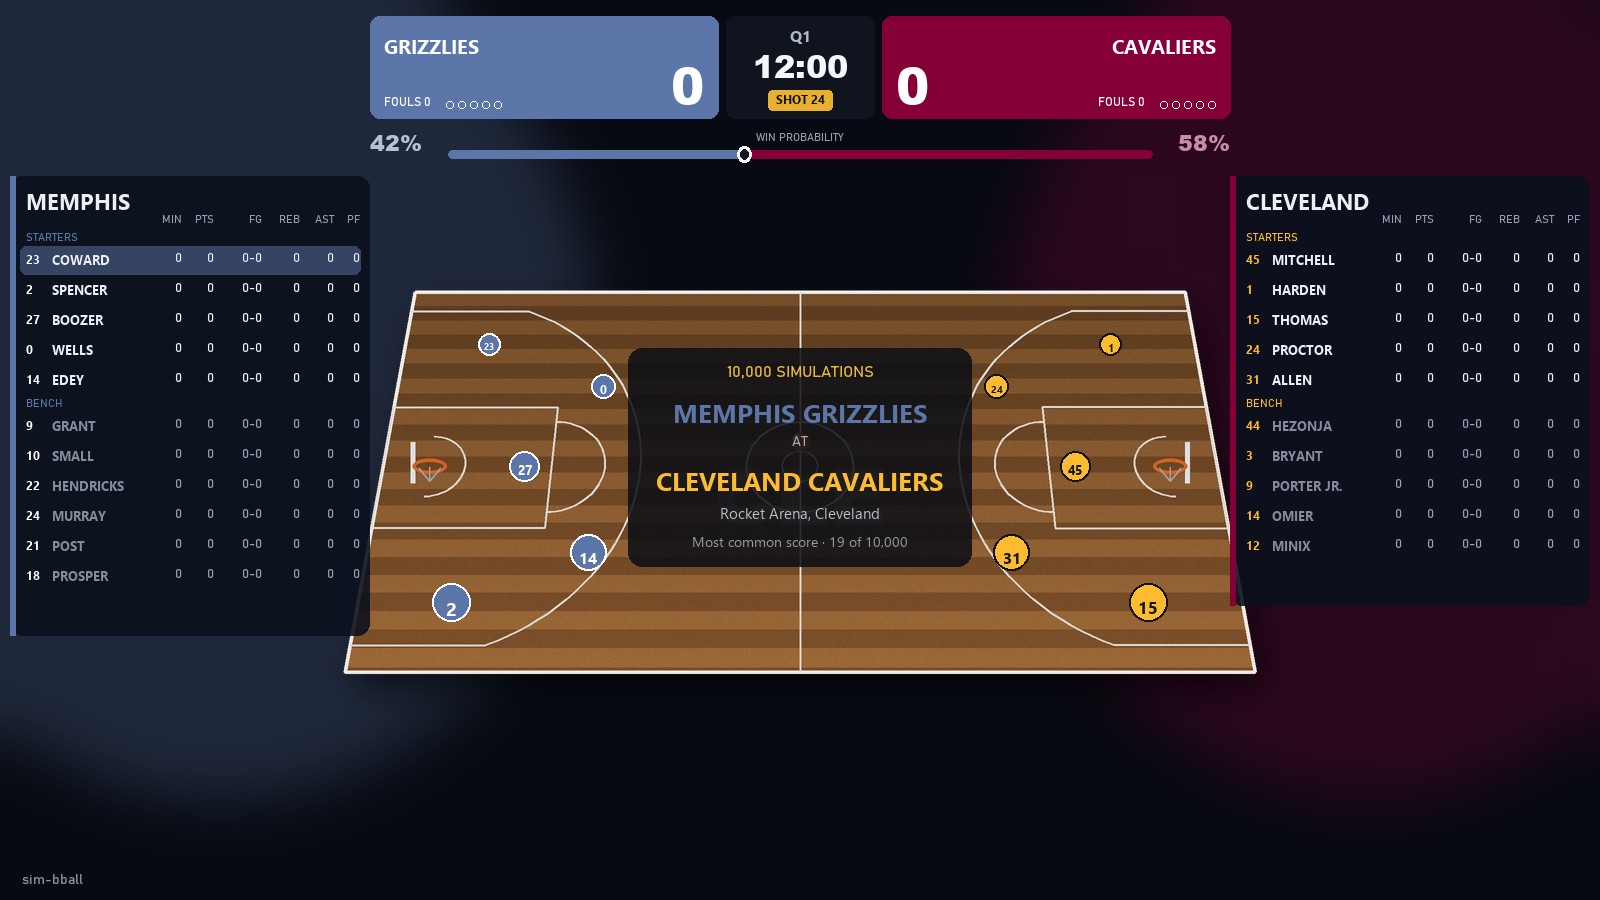 GRIZZLIES
0
FOULS 0
Q1
12:00
SHOT 24
CAVALIERS
0
FOULS 0
42%
WIN PROBABILITY
58%
MEMPHIS
MIN PTS FG REB AST PF
STARTERS
23 COWARD 0 0 0-0 0 0 0
2 SPENCER 0 0 0-0 0 0 0
27 BOOZER 0 0 0-0 0 0 0
0 WELLS 0 0 0-0 0 0 0
14 EDEY 0 0 0-0 0 0 0
BENCH
9 GRANT 0 0 0-0 0 0 0
10 SMALL 0 0 0-0 0 0 0
22 HENDRICKS 0 0 0-0 0 0 0
24 MURRAY 0 0 0-0 0 0 0
21 POST 0 0 0-0 0 0 0
18 PROSPER 0 0 0-0 0 0 0
23
0
27
14
2
10,000 SIMULATIONS
MEMPHIS GRIZZLIES
AT
CLEVELAND CAVALIERS
Rocket Arena, Cleveland
Most common score · 19 of 10,000
1
24
45
31
15
CLEVELAND
MIN PTS FG REB AST PF
STARTERS
45 MITCHELL 0 0 0-0 0 0 0
1 HARDEN 0 0 0-0 0 0 0
15 THOMAS 0 0 0-0 0 0 0
24 PROCTOR 0 0 0-0 0 0 0
31 ALLEN 0 0 0-0 0 0 0
BENCH
44 HEZONJA 0 0 0-0 0 0 0
3 BRYANT 0 0 0-0 0 0 0
9 PORTER JR. 0 0 0-0 0 0 0
14 OMIER 0 0 0-0 0 0 0
12 MINIX 0 0 0-0 0 0 0
sim-bball